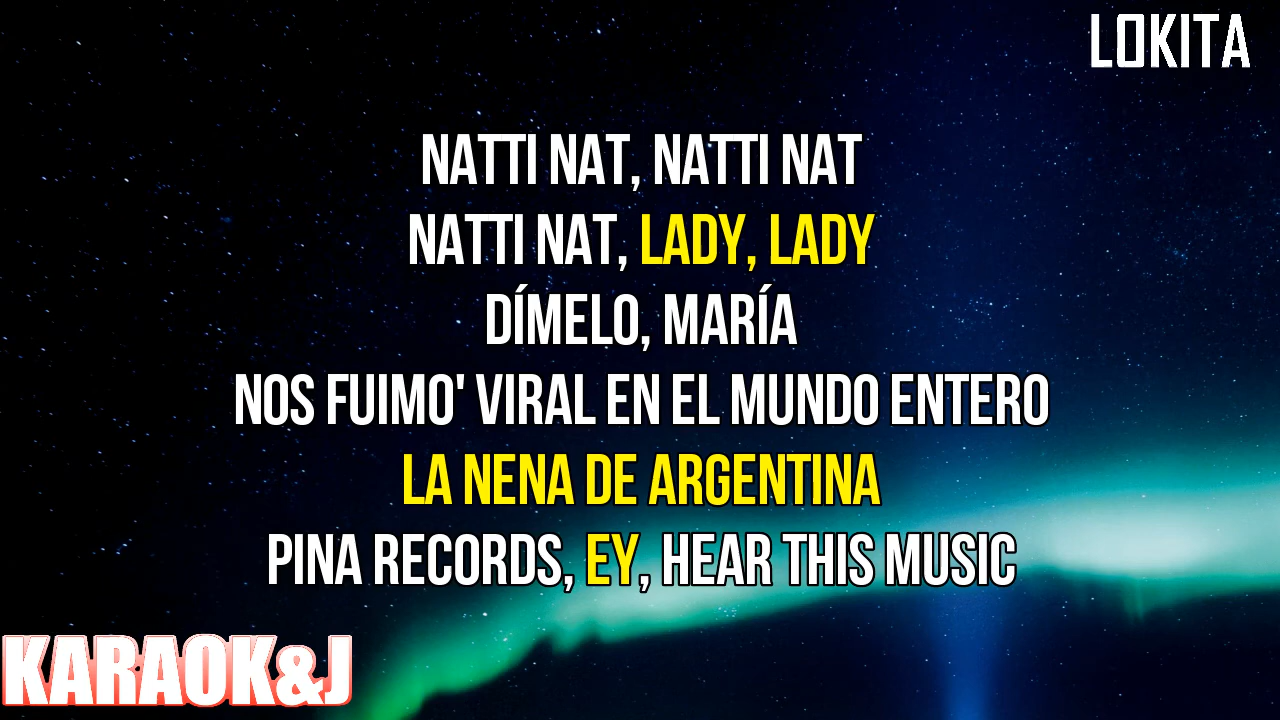 LOKITA
NATTI NAT, NATTI NAT
NATTI NAT, LADY, LADY
DÍMELO, MARÍA
NOS FUIMO' VIRAL EN EL MUNDO ENTERO
LA NENA DE ARGENTINA
PINA RECORDS, EY, HEAR THIS MUSIC
KARAOK&J